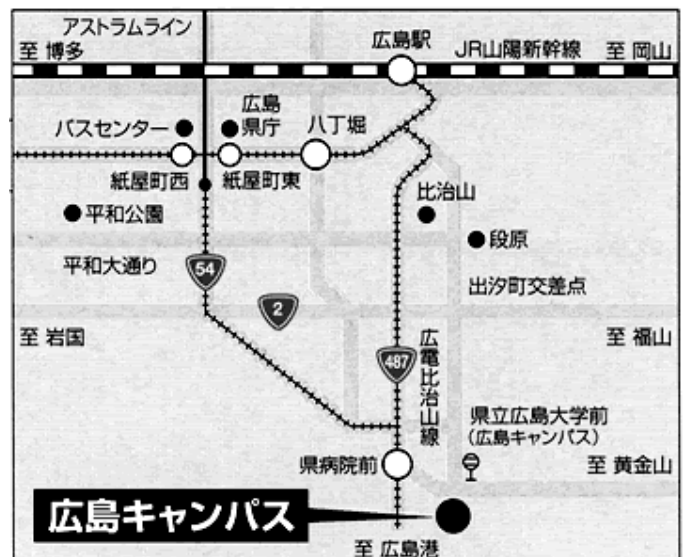 アストラムライン
至 博多
広島駅
JR山陽新幹線
至 岡山
バスセンター
広島
県庁
八丁堀
紙屋町西
紙屋町東
比治山
平和公園
段原
平和大通り
54
出汐町交差点
2
至 岩国
広電比治山線
至 福山
487
県立広島大学前
(広島キャンパス)
県病院前
至 黄金山
広島キャンパス
至 広島港